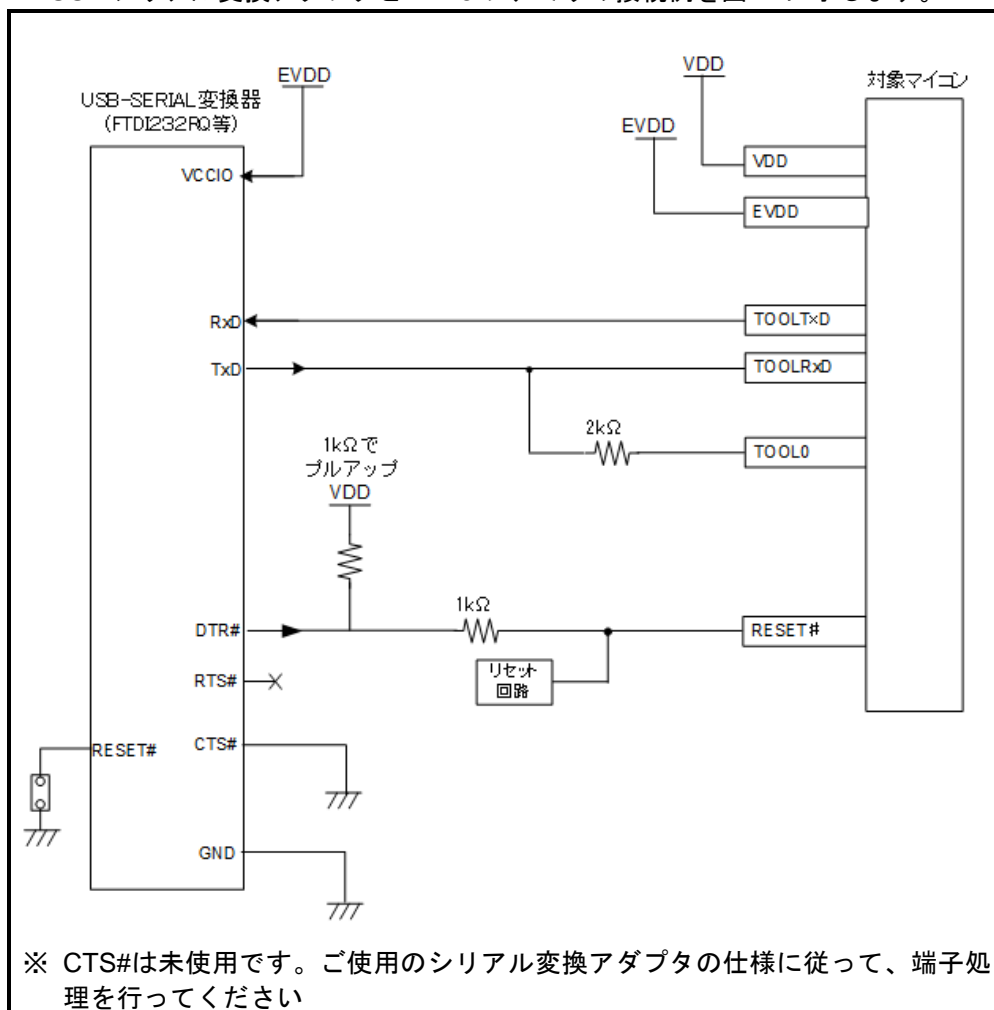 EVDD
USB-SERIAL変換器
(FTDI232RQ等)
VCCIO
RxD
TxD
1kΩで
プルアップ
VDD
DTR#
RTS#
CTS#
RESET#
GND
1kΩ
リセット
回路
2kΩ
VDD
EVDD
対象マイコン
VDD
EVDD
TOOLTxD
TOOLRxD
TOOL0
RESET#
※ CTS#は未使用です。ご使用のシリアル変換アダプタの仕様に従って、端子処
理を行ってください